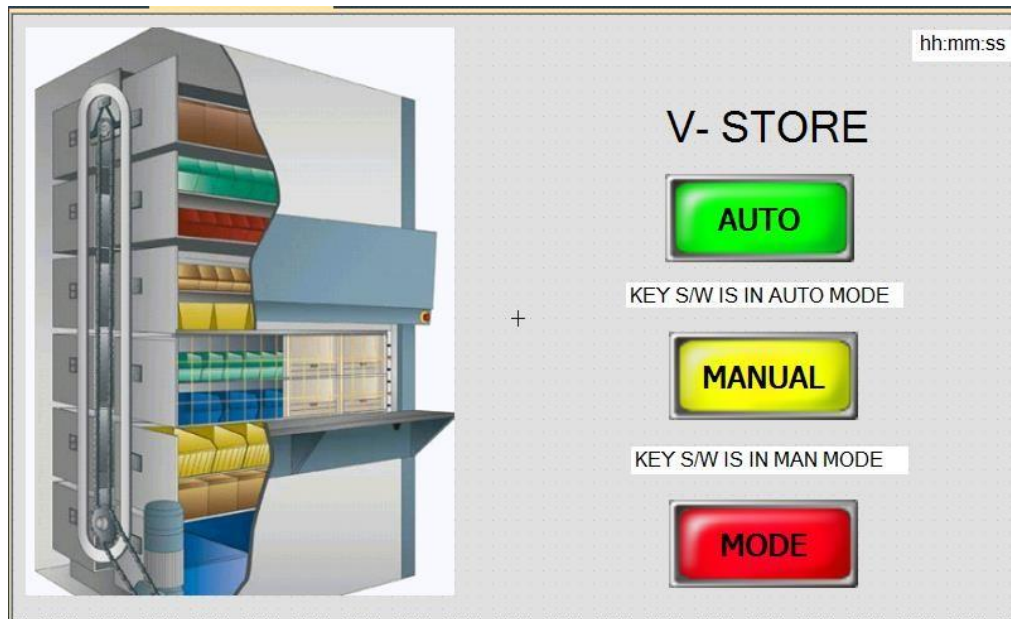 hh:mm:ss
V- STORE
AUTO
KEY S/W IS IN AUTO MODE
MANUAL
KEY S/W IS IN MAN MODE
MODE